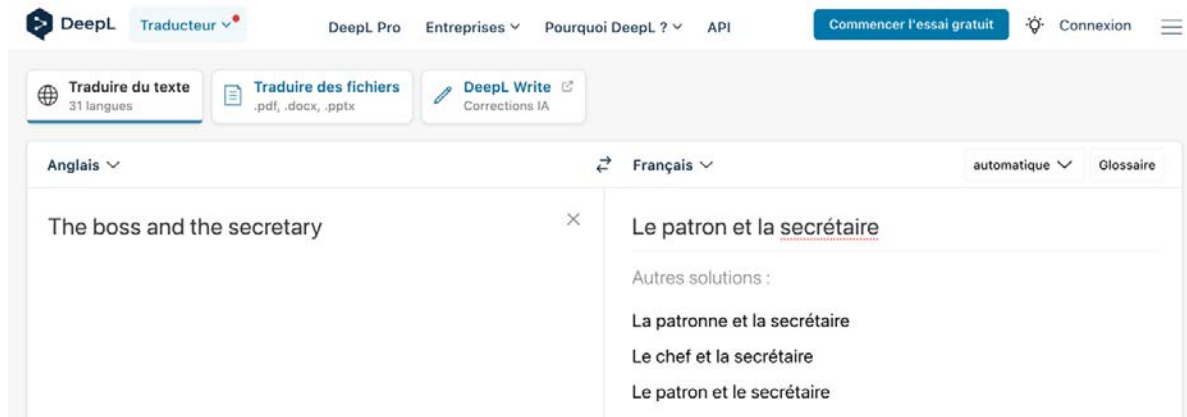 DeepL Traducteur DeepL Pro Entreprises Pourquoi DeepL ? API Commencer l'essai gratuit Connexion
Traduire du texte
31 langues
Traduire des fichiers
.pdf, .docx, .pptx
DeepL Write
Corrections IA
Anglais Français automatique Glossaire
The boss and the secretary
Le patron et la secrétaire
Autres solutions :
La patronne et la secrétaire
Le chef et la secrétaire
Le patron et le secrétaire